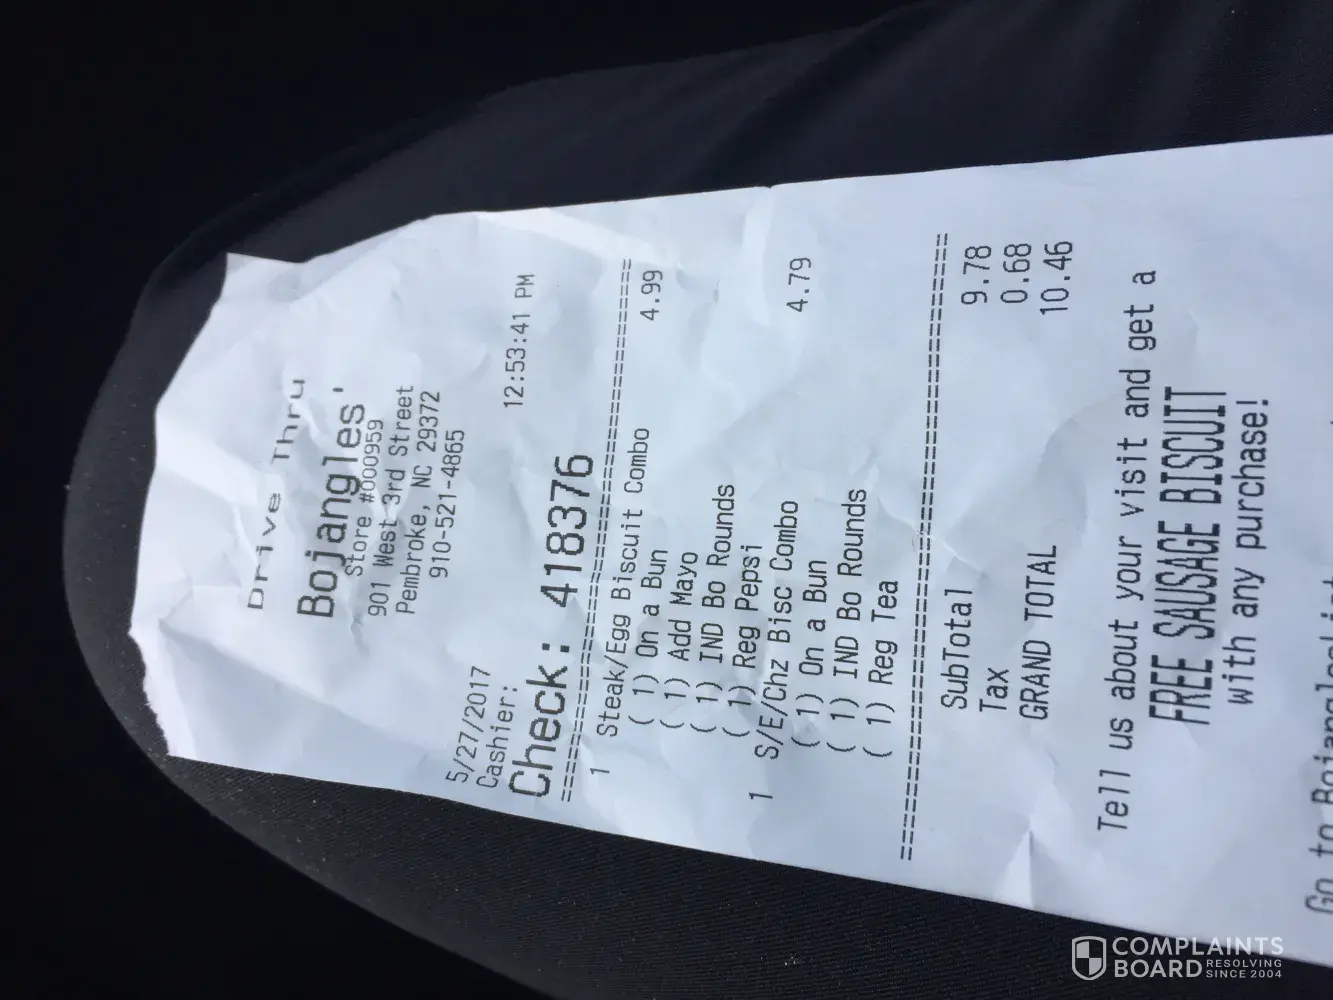 Drive Thru
Bojangles'
Store #000959
901 West 3rd Street
Pembroke, NC 29372
910-521-4865
5/27/2017 12:53:41 PM
Cashier:
Check: 418376
1 Steak/Egg Biscuit Combo 4.99
( 1) On a Bun
( 1) Add Mayo
( 1) IND Bo Rounds
( 1) Reg Pepsi
1 S/E/Chz Bisc Combo 4.79
( 1) On a Bun
( 1) IND Bo Rounds
( 1) Reg Tea
SubTotal 9.78
Tax 0.68
GRAND TOTAL 10.46
Tell us about your visit and get a
FREE SAUSAGE BISCUIT
with any purchase!
Go to
COMPLAINTS
BOARD RESOLVING
SINCE 2004